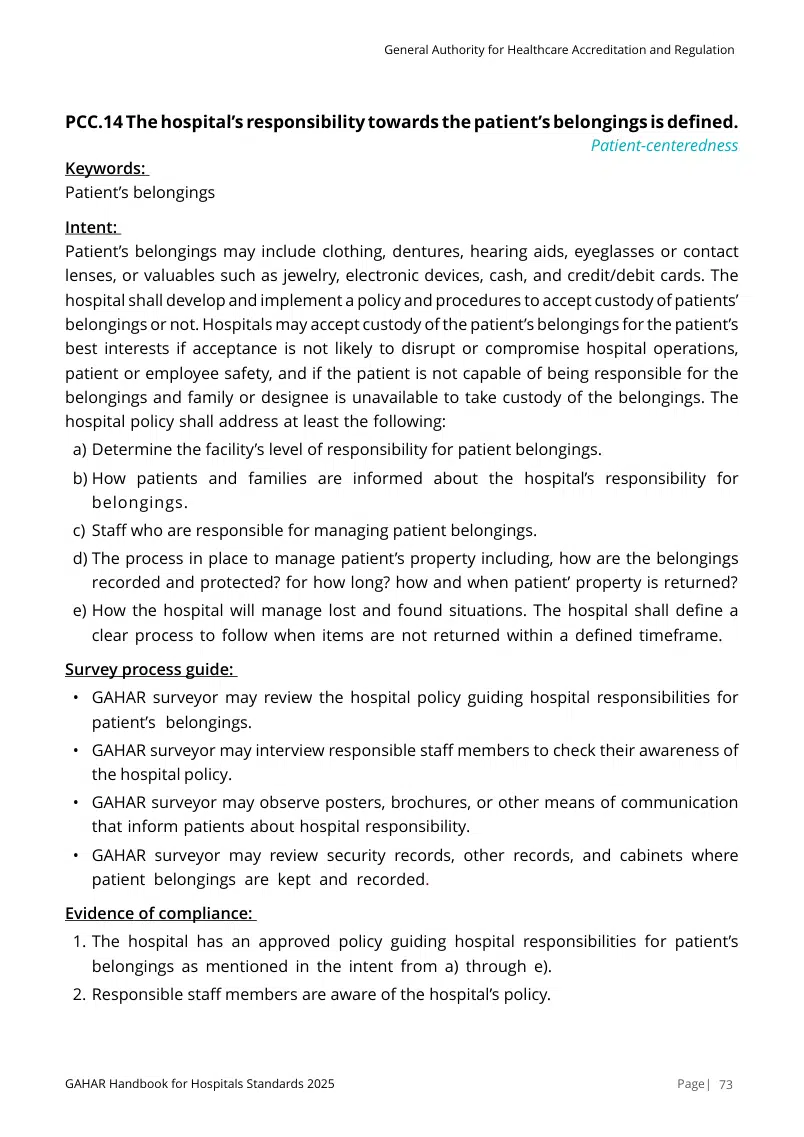 General Authority for Healthcare Accreditation and Regulation
PCC.14 The hospital’s responsibility towards the patient’s belongings is defined.
Patient-centeredness
Keywords:
Patient’s belongings
Intent:
Patient’s belongings may include clothing, dentures, hearing aids, eyeglasses or contact
lenses, or valuables such as jewelry, electronic devices, cash, and credit/debit cards. The
hospital shall develop and implement a policy and procedures to accept custody of patients’
belongings or not. Hospitals may accept custody of the patient’s belongings for the patient’s
best interests if acceptance is not likely to disrupt or compromise hospital operations,
patient or employee safety, and if the patient is not capable of being responsible for the
belongings and family or designee is unavailable to take custody of the belongings. The
hospital policy shall address at least the following:
a) Determine the facility’s level of responsibility for patient belongings.
b) How patients and families are informed about the hospital’s responsibility for
belongings.
c) Staff who are responsible for managing patient belongings.
d) The process in place to manage patient’s property including, how are the belongings
recorded and protected? for how long? how and when patient’ property is returned?
e) How the hospital will manage lost and found situations. The hospital shall define a
clear process to follow when items are not returned within a defined timeframe.
Survey process guide:
• GAHAR surveyor may review the hospital policy guiding hospital responsibilities for
patient’s belongings.
• GAHAR surveyor may interview responsible staff members to check their awareness of
the hospital policy.
• GAHAR surveyor may observe posters, brochures, or other means of communication
that inform patients about hospital responsibility.
• GAHAR surveyor may review security records, other records, and cabinets where
patient belongings are kept and recorded.
Evidence of compliance:
1. The hospital has an approved policy guiding hospital responsibilities for patient’s
belongings as mentioned in the intent from a) through e).
2. Responsible staff members are aware of the hospital’s policy.
GAHAR Handbook for Hospitals Standards 2025
Page| 73